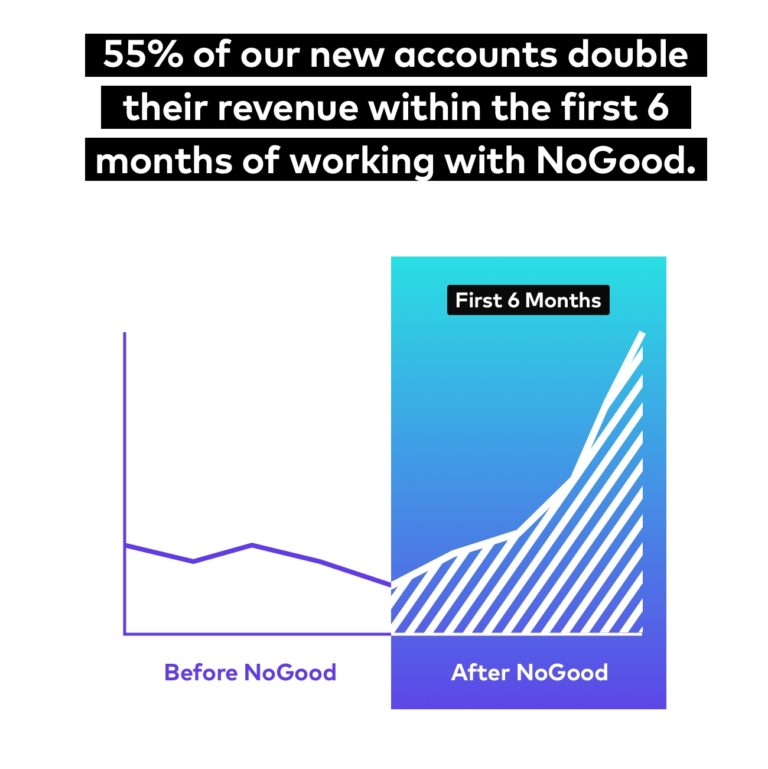 55% of our new accounts double
their revenue within the first 6
months of working with NoGood.
First 6 Months
Before NoGood
After NoGood